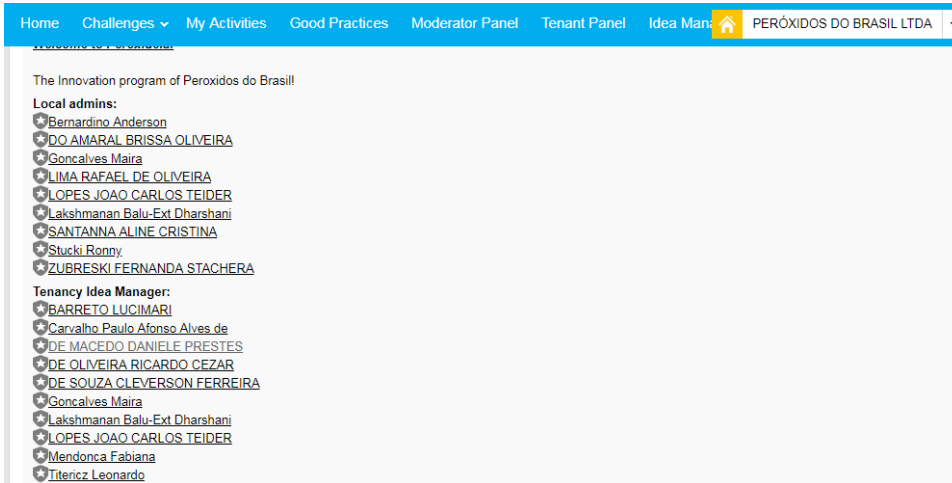 Home Challenges My Activities Good Practices Moderator Panel Tenant Panel Idea Mana PERÓXIDOS DO BRASIL LTDA
Welcome to Peroxideia!
The Innovation program of Peroxidos do Brasil!
Local admins:
Bernardino Anderson
DO AMARAL BRISSA OLIVEIRA
Goncalves Maira
LIMA RAFAEL DE OLIVEIRA
LOPES JOAO CARLOS TEIDER
Lakshmanan Balu-Ext Dharshani
SANTANNA ALINE CRISTINA
Stucki Ronny
ZUBRESKI FERNANDA STACHERA
Tenancy Idea Manager:
BARRETO LUCIMARI
Carvalho Paulo Afonso Alves de
DE MACEDO DANIELE PRESTES
DE OLIVEIRA RICARDO CEZAR
DE SOUZA CLEVERSON FERREIRA
Goncalves Maira
Lakshmanan Balu-Ext Dharshani
LOPES JOAO CARLOS TEIDER
Mendonca Fabiana
Titericz Leonardo